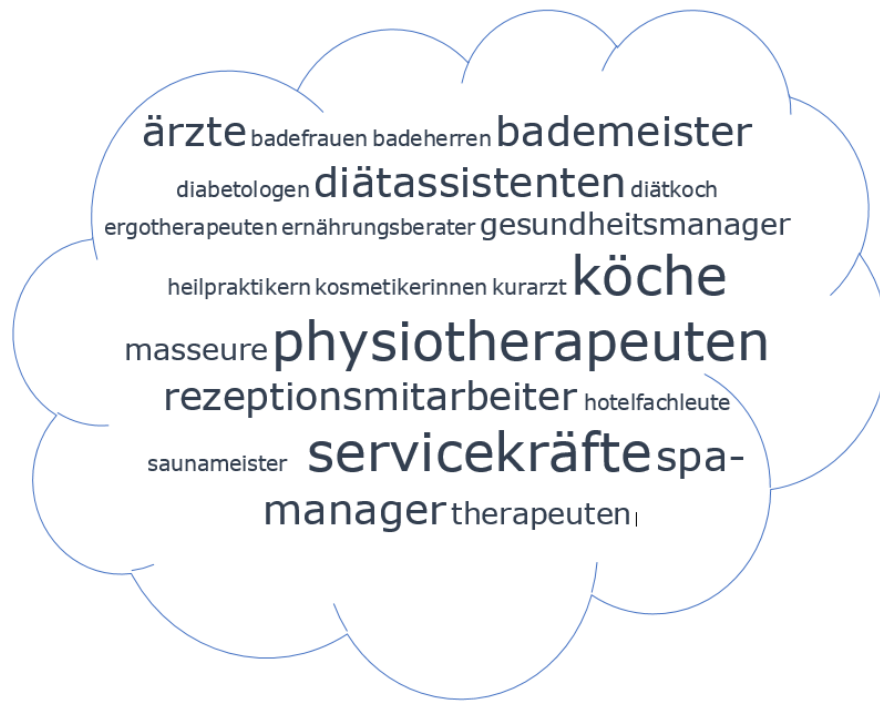 ärzte badefrauen badeherren bademeister
diabetologen diätassistenten diätkoch
ergotherapeuten ernährungsberater gesundheitsmanager
heilpraktikern kosmetikerinnen kurarzt köche
masseure physiotherapeuten
rezeptionsmitarbeiter hotelfachleute
saunameister servicekräfte spa-
manager therapeuten